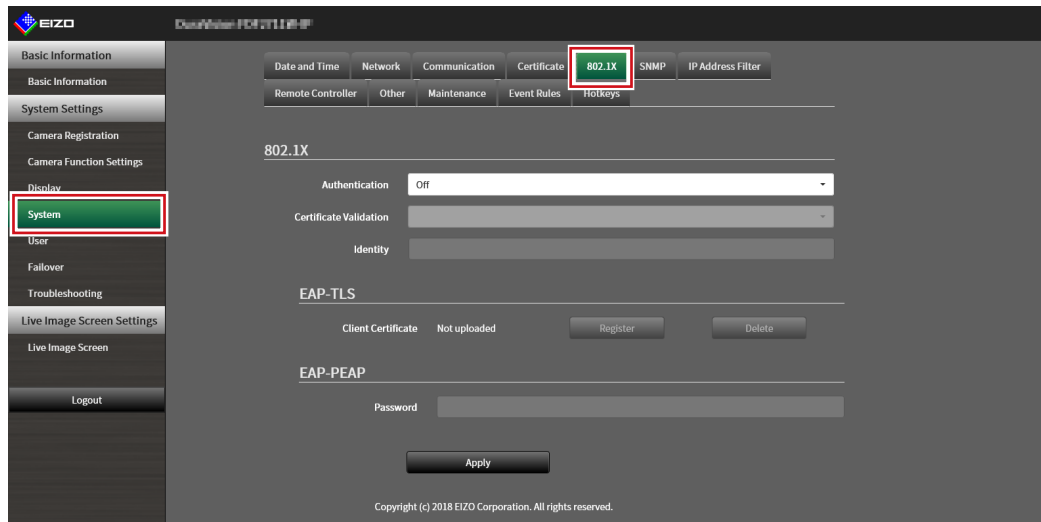 EIZO
Basic Information
Basic Information
System Settings
Camera Registration
Camera Function Settings
Display
System
User
Failover
Troubleshooting
Live Image Screen Settings
Live Image Screen
Logout
Date and Time Network Communication Certificate 802.1X SNMP IP Address Filter
Remote Controller Other Maintenance Event Rules Hotkeys
802.1X
Authentication Off
Certificate Validation
Identity
EAP-TLS
Client Certificate Not uploaded Register Delete
EAP-PEAP
Password
Apply
Copyright (c) 2018 EIZO Corporation. All rights reserved.